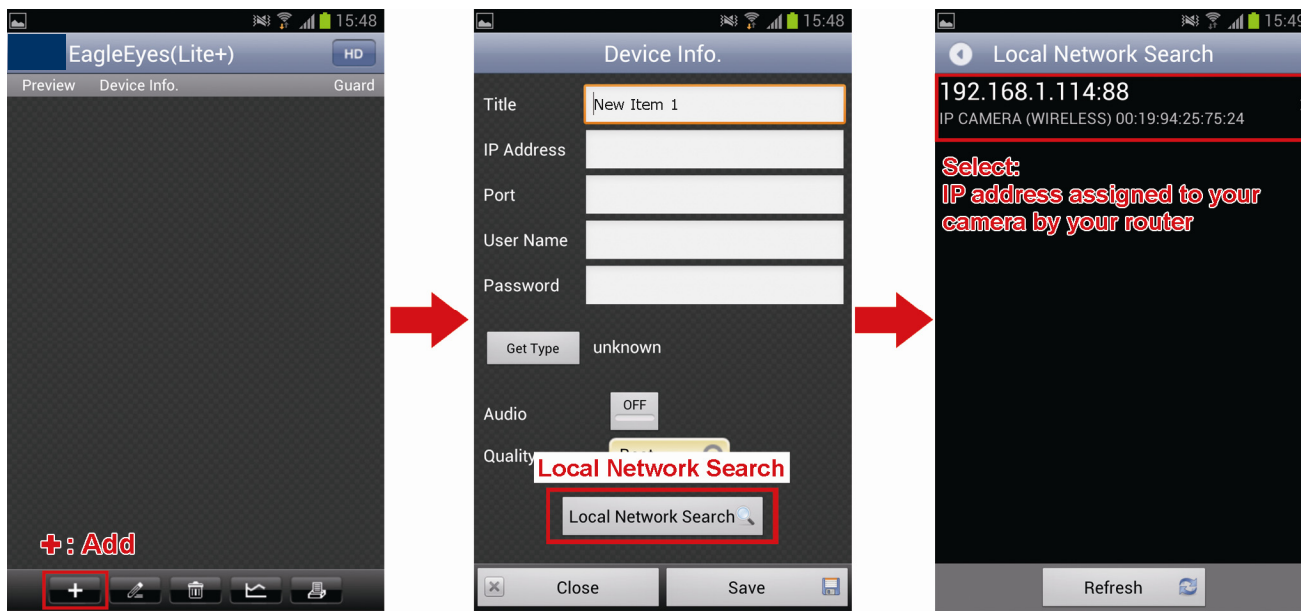 15:48
EagleEyes(Lite+)
HD
Preview Device Info. Guard
+ : Add
15:48
Device Info.
Title New Item 1
IP Address
Port
User Name
Password
Get Type unknown
Audio OFF
Quality
Local Network Search
Local Network Search
Close Save
15:49
Local Network Search
192.168.1.114:88
IP CAMERA (WIRELESS) 00:19:94:25:75:24
Select:
IP address assigned to your
camera by your router
Refresh